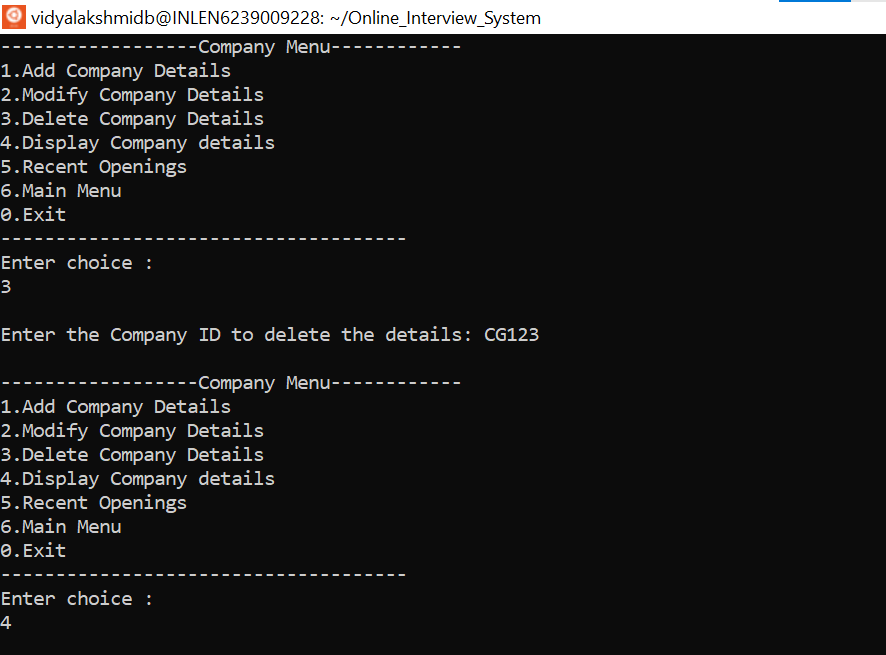 vidyalakshmidb@INLEN6239009228: ~/Online_Interview_System
------------------Company Menu------------
1.Add Company Details
2.Modify Company Details
3.Delete Company Details
4.Display Company details
5.Recent Openings
6.Main Menu
0.Exit
-------------------------------------
Enter choice :
3
Enter the Company ID to delete the details: CG123
------------------Company Menu------------
1.Add Company Details
2.Modify Company Details
3.Delete Company Details
4.Display Company details
5.Recent Openings
6.Main Menu
0.Exit
-------------------------------------
Enter choice :
4